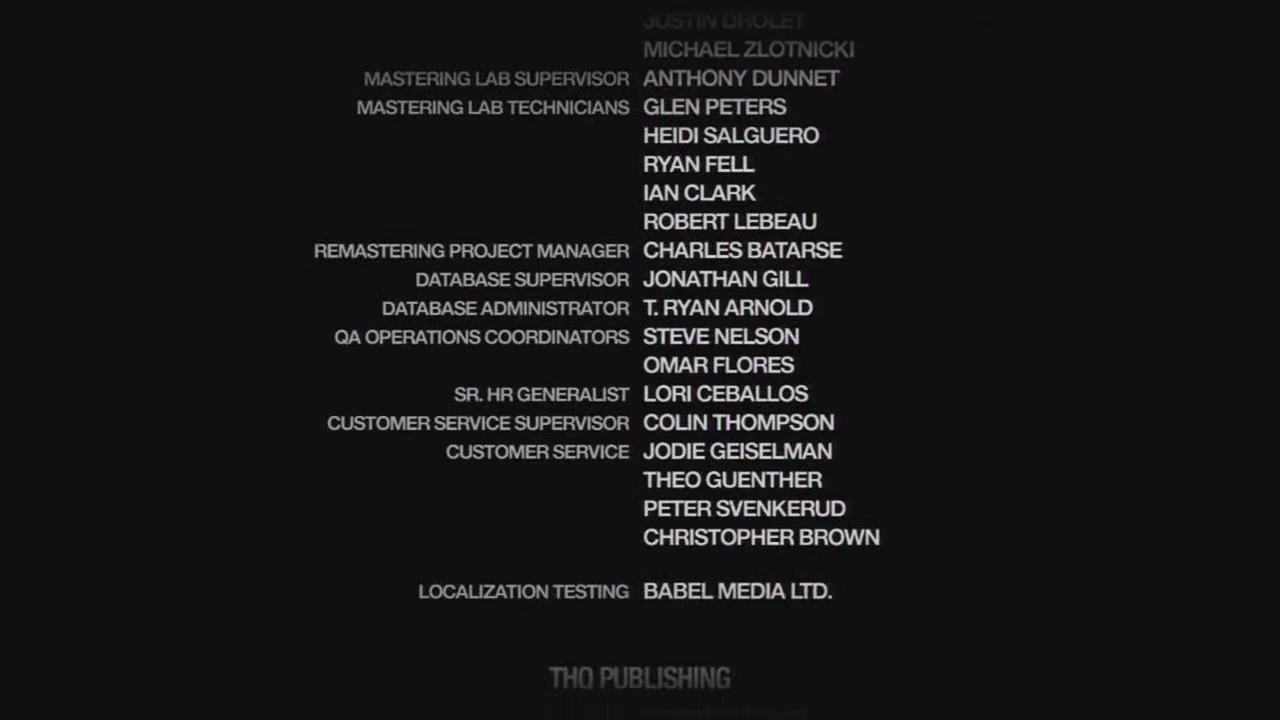 JUSTIN DROLET
MICHAEL ZLOTNICKI
MASTERING LAB SUPERVISOR ANTHONY DUNNET
MASTERING LAB TECHNICIANS GLEN PETERS
HEIDI SALGUERO
RYAN FELL
IAN CLARK
ROBERT LEBEAU
REMASTERING PROJECT MANAGER CHARLES BATARSE
DATABASE SUPERVISOR JONATHAN GILL
DATABASE ADMINISTRATOR T. RYAN ARNOLD
QA OPERATIONS COORDINATORS STEVE NELSON
OMAR FLORES
SR. HR GENERALIST LORI CEBALLOS
CUSTOMER SERVICE SUPERVISOR COLIN THOMPSON
CUSTOMER SERVICE JODIE GEISELMAN
THEO GUENTHER
PETER SVENKERUD
CHRISTOPHER BROWN
LOCALIZATION TESTING BABEL MEDIA LTD.
THQ PUBLISHING